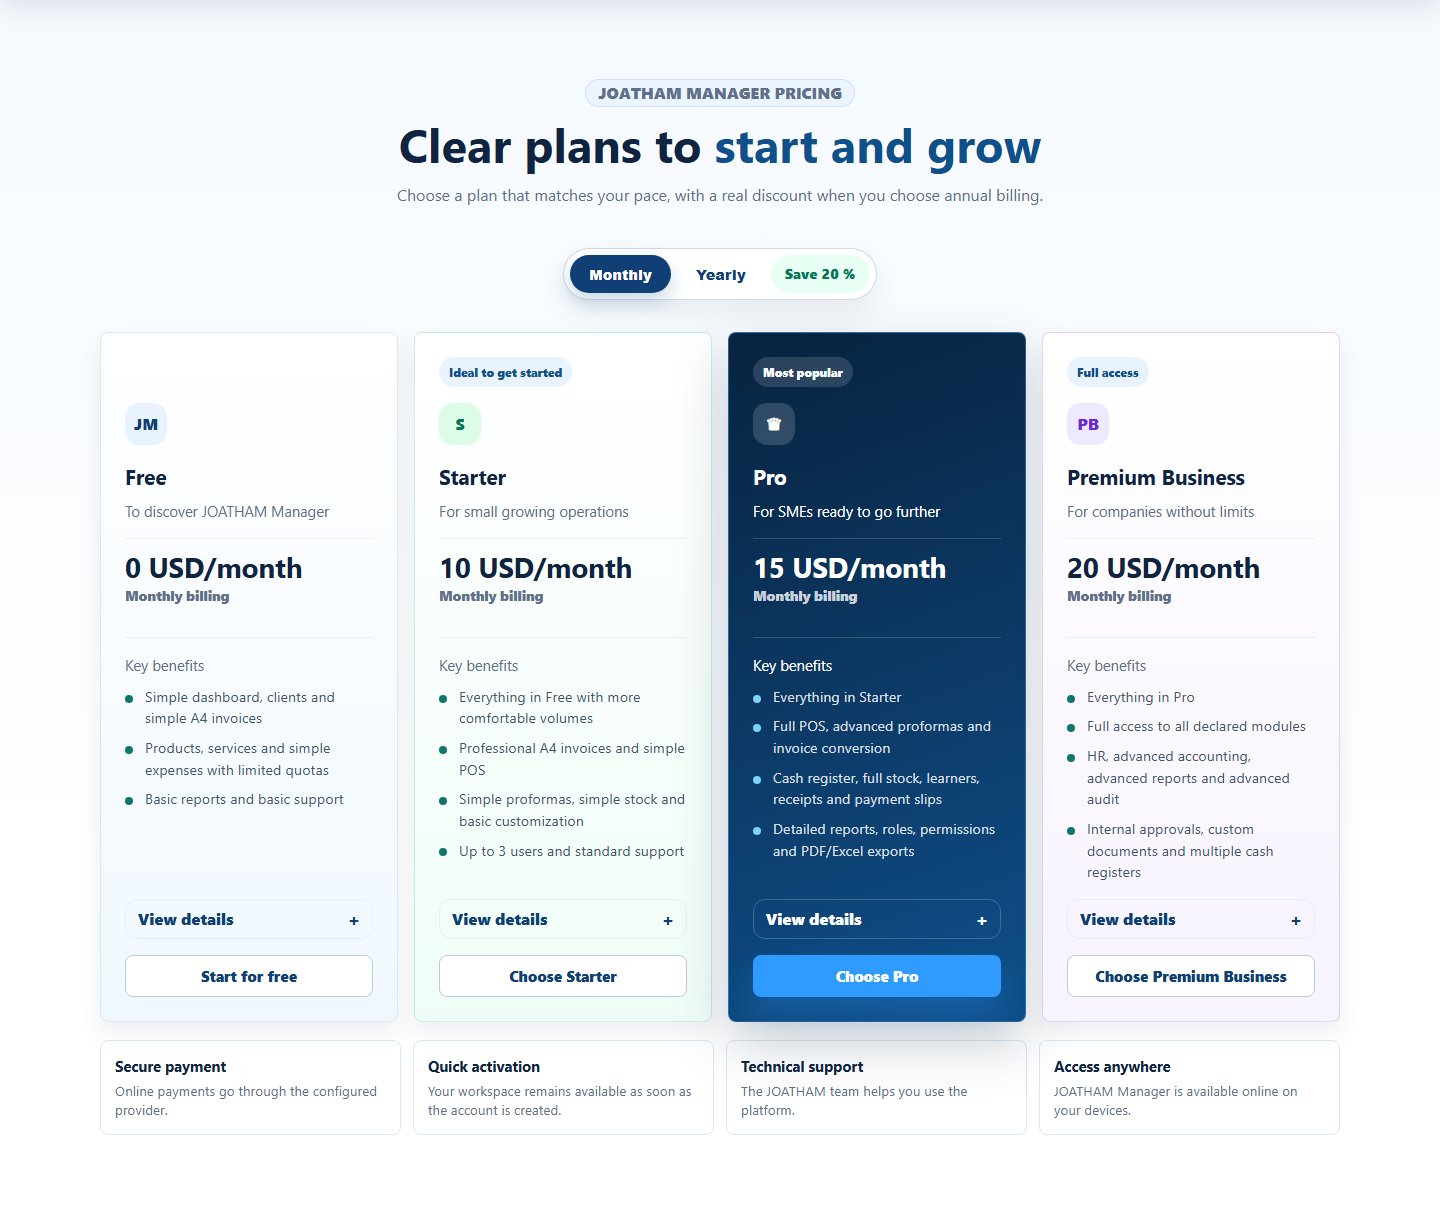 JOATHAM MANAGER PRICING
Clear plans to start and grow
Choose a plan that matches your pace, with a real discount when you choose annual billing.
Monthly
Yearly
Save 20 %
JM
Free
To discover JOATHAM Manager
0 USD/month
Monthly billing
Key benefits
Simple dashboard, clients and
simple A4 invoices
Products, services and simple
expenses with limited quotas
Basic reports and basic support
View details +
Start for free
Ideal to get started
S
Starter
For small growing operations
10 USD/month
Monthly billing
Key benefits
Everything in Free with more
comfortable volumes
Professional A4 invoices and simple
POS
Simple proformas, simple stock and
basic customization
Up to 3 users and standard support
View details +
Choose Starter
Most popular
Pro
For SMEs ready to go further
15 USD/month
Monthly billing
Key benefits
Everything in Starter
Full POS, advanced proformas and
invoice conversion
Cash register, full stock, learners,
receipts and payment slips
Detailed reports, roles, permissions
and PDF/Excel exports
View details +
Choose Pro
Full access
PB
Premium Business
For companies without limits
20 USD/month
Monthly billing
Key benefits
Everything in Pro
Full access to all declared modules
HR, advanced accounting,
advanced reports and advanced
audit
Internal approvals, custom
documents and multiple cash
registers
View details +
Choose Premium Business
Secure payment
Online payments go through the configured
provider.
Quick activation
Your workspace remains available as soon as
the account is created.
Technical support
The JOATHAM team helps you use the
platform.
Access anywhere
JOATHAM Manager is available online on
your devices.